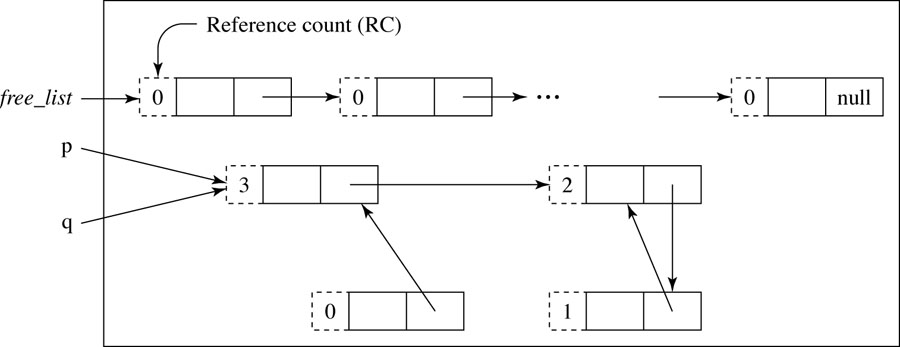 Reference count (RC)
free_list 0 0 ... 0 null
p
3 2
q
0 1